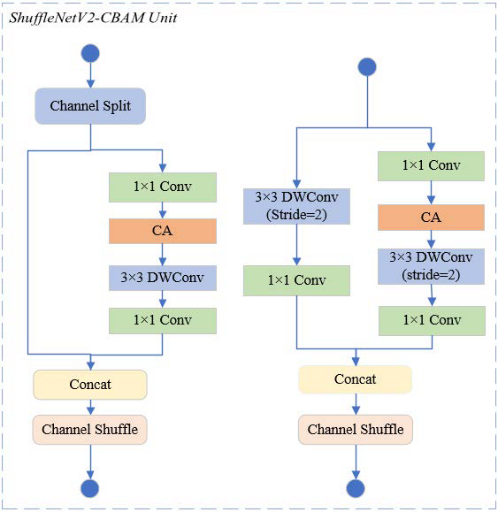 ShuffleNetV2-CBAM Unit
Channel Split
1×1 Conv
CA
3×3 DWConv
1×1 Conv
Concat
Channel Shuffle
3×3 DWConv
(Stride=2)
1×1 Conv
1×1 Conv
CA
3×3 DWConv
(stride=2)
1×1 Conv
Concat
Channel Shuffle